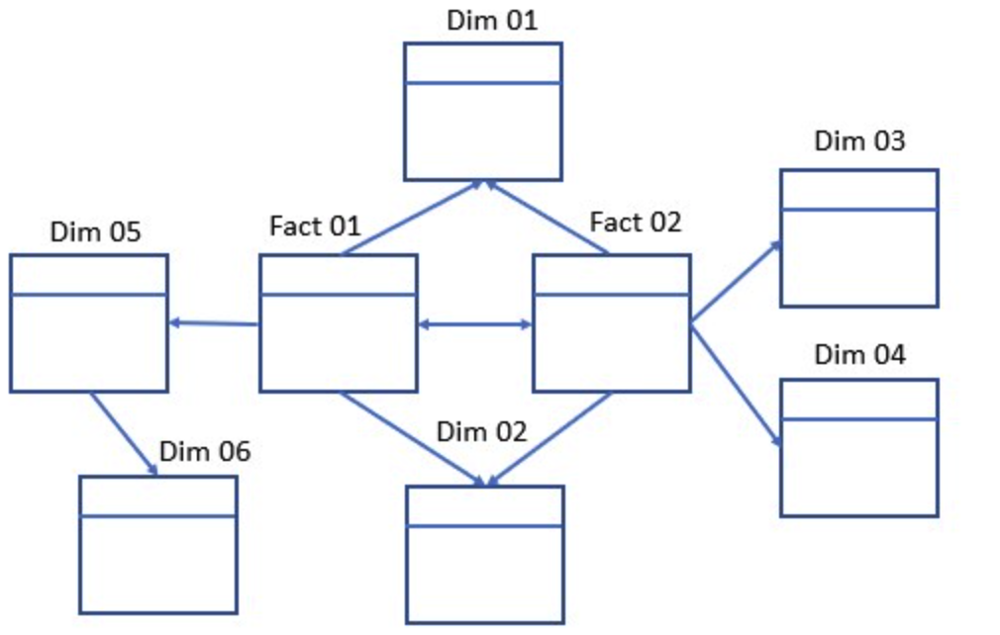 Dim 01
Dim 03
Fact 01
Fact 02
Dim 05
Dim 04
Dim 02
Dim 06